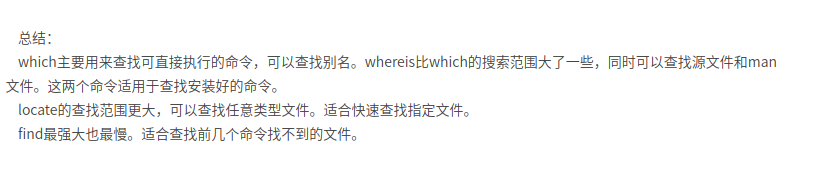 总结：
which主要用来查找可直接执行的命令，可以查找别名。whereis比which的搜索范围大了一些，同时可以查找源文件和man
文件。这两个命令适用于查找安装好的命令。
locate的查找范围更大，可以查找任意类型文件。适合快速查找指定文件。
find最强大也最慢。适合查找前几个命令找不到的文件。